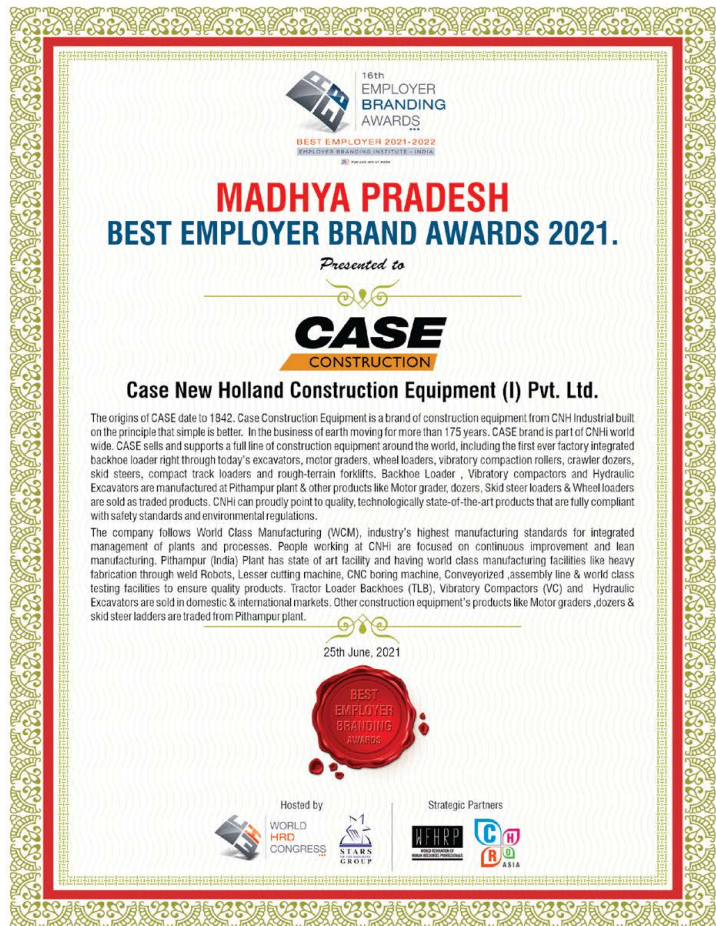 16th
EMPLOYER
BRANDING
AWARDS
BEST EMPLOYER 2021-2022
EMPLOYER BRANDING INSTITUTE - INDIA
MADHYA PRADESH
BEST EMPLOYER BRAND AWARDS 2021.
Presented to
CASE
CONSTRUCTION
Case New Holland Construction Equipment (I) Pvt. Ltd.
The origins of CASE date to 1842. Case Construction Equipment is a brand of construction equipment from CNH Industrial built
on the principle that simple is better. In the business of earth moving for more than 175 years. CASE brand is part of CNHi world
wide. CASE sells and supports a full line of construction equipment around the world, including the first ever factory integrated
backhoe loader right through today's excavators, motor graders, wheel loaders, vibratory compaction rollers, crawler dozers,
skid steers, compact track loaders and rough-terrain forklifts. Backhoe Loader , Vibratory compactors and Hydraulic
Excavators are manufactured at Pithampur plant & other products like Motor grader, dozers, Skid steer loaders & Wheel loaders
are sold as traded products. CNHi can proudly point to quality, technologically state-of-the-art products that are fully compliant
with safety standards and environmental regulations.
The company follows World Class Manufacturing (WCM), industry's highest manufacturing standards for integrated
management of plants and processes. People working at CNHi are focused on continuous improvement and lean
manufacturing. Pithampur (India) Plant has state of art facility and having world class manufacturing facilities like heavy
fabrication through weld Robots, Lesser cutting machine, CNC boring machine, Conveyorized ,assembly line & world class
testing facilities to ensure quality products. Tractor Loader Backhoes (TLB), Vibratory Compactors (VC) and Hydraulic
Excavators are sold in domestic & international markets. Other construction equipment's products like Motor graders ,dozers &
skid steer ladders are traded from Pithampur plant.
25th June, 2021
BEST
EMPLOYER
BRANDING
AWARDS
Hosted by
Strategic Partners
WORLD
HRD
CONGRESS
STARS
OF THE INDUSTRY
GROUP
WFHRP
WORLD FEDERATION OF
HUMAN RESOURCES PROFESSIONALS
CHRO
ASIA